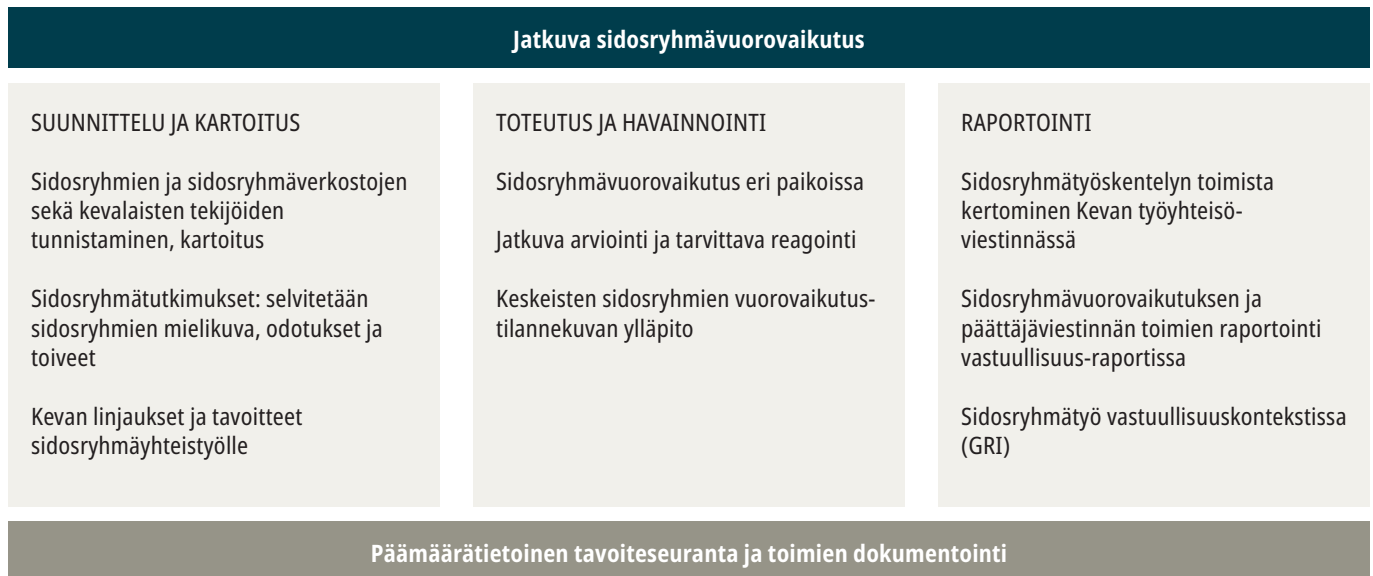 Jatkuva sidosryhmävuorovaikutus
SUUNNITTELU JA KARTOITUS
Sidosryhmien ja sidosryhmäverkostojen
sekä kevalaisten tekijöiden
tunnistaminen, kartoitus
Sidosryhmätutkimukset: selvitetään
sidosryhmien mielikuva, odotukset ja
toiveet
Kevan linjaukset ja tavoitteet
sidosryhmäyhteistyölle
TOTEUTUS JA HAVAINNOINTI
Sidosryhmävuorovaikutus eri paikoissa
Jatkuva arviointi ja tarvittava reagointi
Keskeisten sidosryhmien vuorovaikutus-
tilannekuvan ylläpito
RAPORTOINTI
Sidosryhmätyöskentelyn toimista
kertominen Kevan työyhteisö-
viestinnässä
Sidosryhmävuorovaikutuksen ja
päättäjäviestinnän toimien raportointi
vastuullisuus-raportissa
Sidosryhmätyö vastuullisuuskontekstissa
(GRI)
Päämäärätietoinen tavoiteseuranta ja toimien dokumentointi